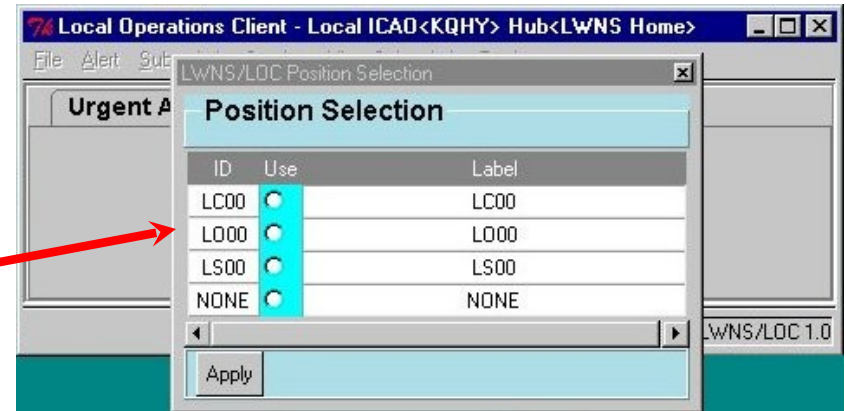 Local Operations Client - Local ICAO<KQHY> Hub<LWNS Home>
File Alert Sub
LWNS/LOC Position Selection
Urgent A
Position Selection
ID Use Label
LC00 LC00
LO00 LO00
LS00 LS00
NONE NONE
LWNS/LOC 1.0
Apply